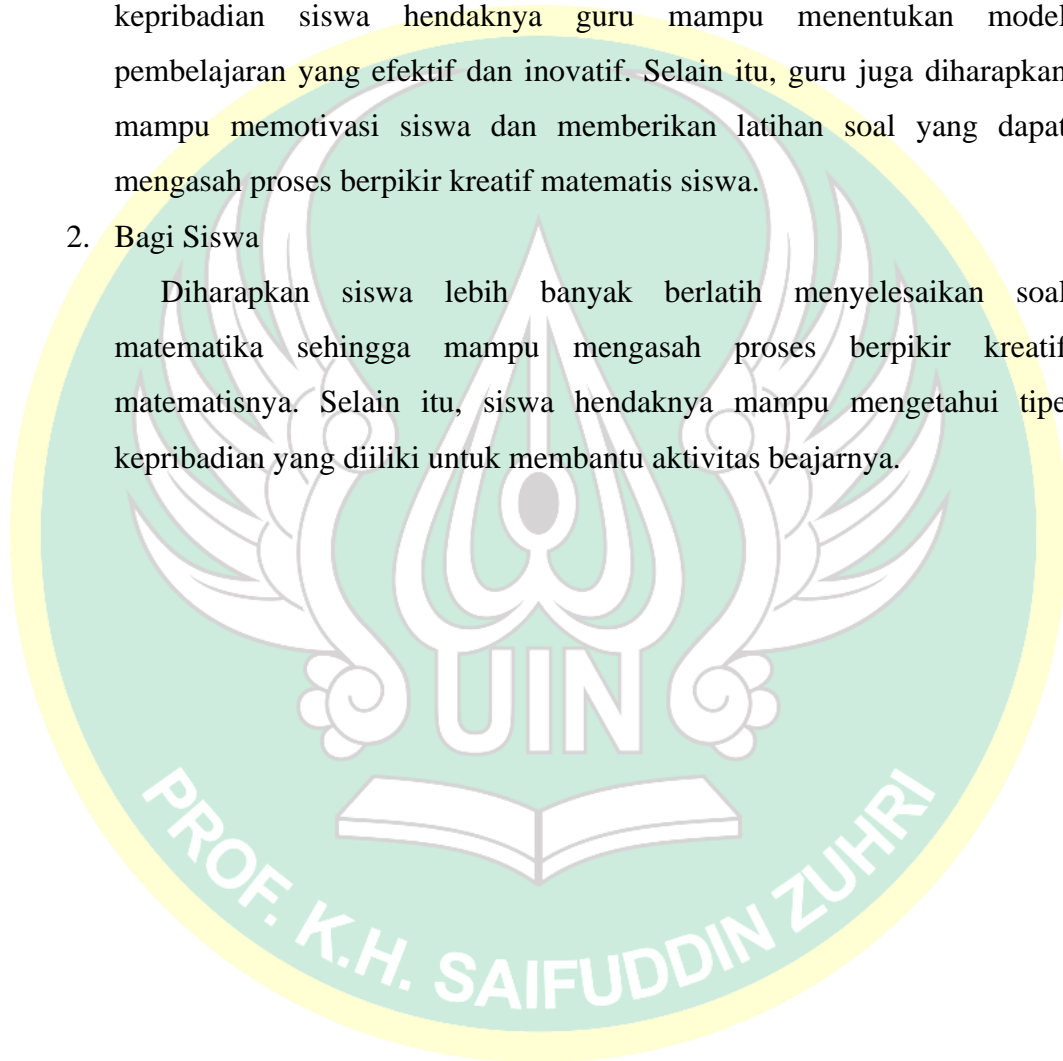 kepribadian siswa hendaknya guru mampu menentukan model
pembelajaran yang efektif dan inovatif. Selain itu, guru juga diharapkan
mampu memotivasi siswa dan memberikan latihan soal yang dapat
mengasah proses berpikir kreatif matematis siswa.
2. Bagi Siswa
Diharapkan siswa lebih banyak berlatih menyelesaikan soal
matematika sehingga mampu mengasah proses berpikir kreatif
matematisnya. Selain itu, siswa hendaknya mampu mengetahui tipe
kepribadian yang diiliki untuk membantu aktivitas beajarnya.
UIN
PROF. K.H. SAIFUDDIN ZUHRI